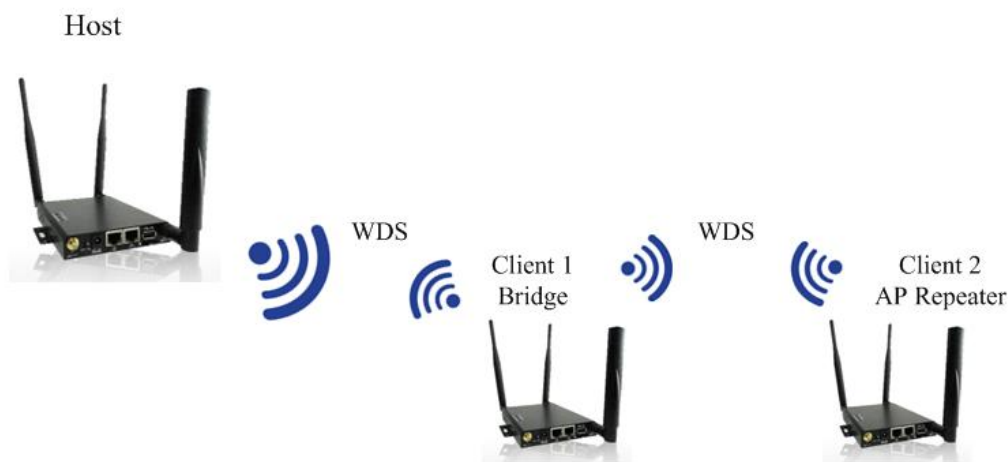 Host
WDS
WDS
Client 1
Bridge
Client 2
AP Repeater